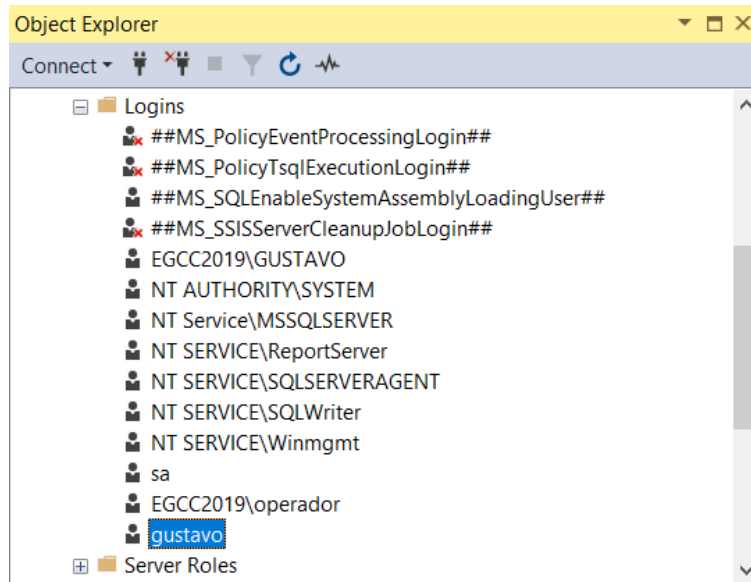 Object Explorer
Connect
Logins
##MS_PolicyEventProcessingLogin##
##MS_PolicyTsqlExecutionLogin##
##MS_SQLEnableSystemAssemblyLoadingUser##
##MS_SSISServerCleanupJobLogin##
EGCC2019\GUSTAVO
NT AUTHORITY\SYSTEM
NT Service\MSSQLSERVER
NT SERVICE\ReportServer
NT SERVICE\SQLSERVERAGENT
NT SERVICE\SQLWriter
NT SERVICE\Winmgmt
sa
EGCC2019\operador
gustavo
Server Roles